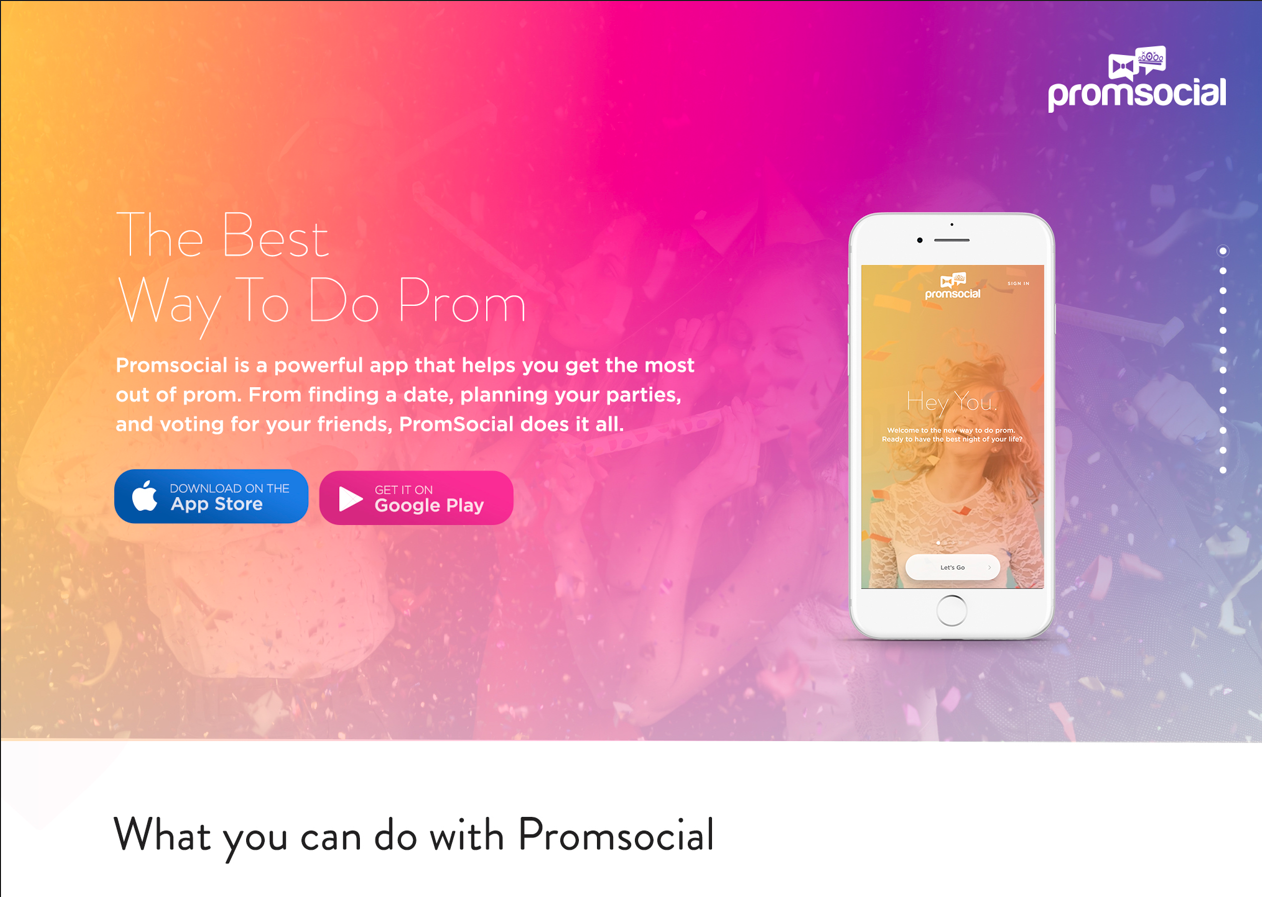 promsocial
The Best
Way To Do Prom
Promsocial is a powerful app that helps you get the most
out of prom. From finding a date, planning your parties,
and voting for your friends, PromSocial does it all.
DOWNLOAD ON THE
App Store
GET IT ON
Google Play
promsocial
SIGN IN
Hey You.
Welcome to the new way to do prom.
Ready to have the best night of your life?
Let's Go
What you can do with Promsocial